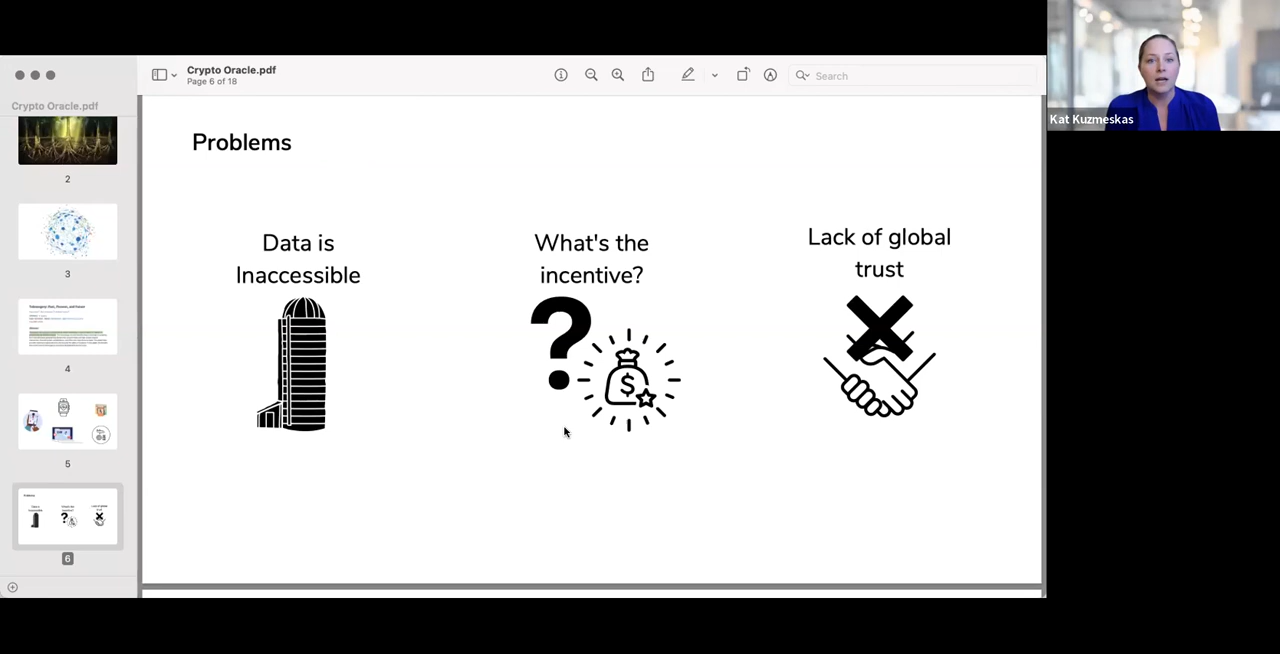 Crypto Oracle.pdf
Page 6 of 18
Search
Crypto Oracle.pdf
2
3
4
5
6
Problems
Data is
Inaccessible
What's the
incentive?
?
$
Lack of global
trust
Kat Kuzmeskas